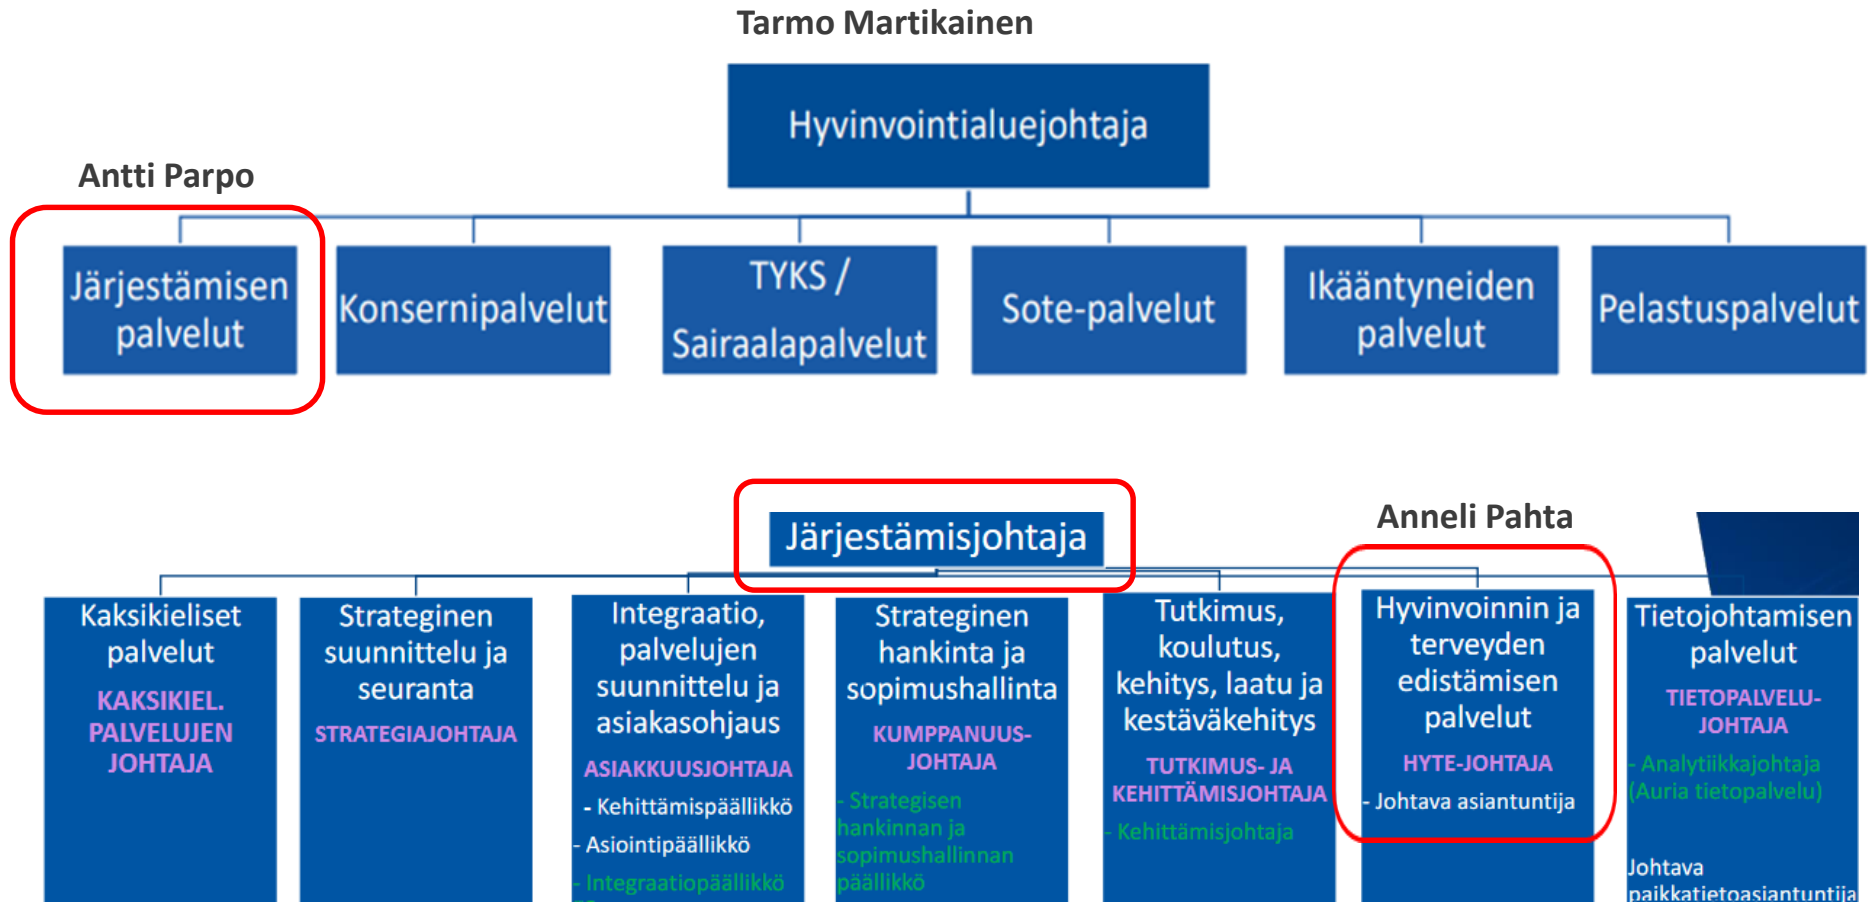 Tarmo Martikainen
Hyvinvointialuejohtaja
Antti Parpo
Järjestämisen
palvelut
Konsernipalvelut
TYKS /
Sairaalapalvelut
Sote-palvelut
Ikääntyneiden
palvelut
Pelastuspalvelut
Järjestämisjohtaja
Anneli Pahta
Kaksikieliset
palvelut
KAKSIKIEL.
PALVELUJEN
JOHTAJA
Strateginen
suunnittelu ja
seuranta
STRATEGIAJOHTAJA
Integraatio,
palvelujen
suunnittelu ja
asiakasohjaus
ASIAKKUUSJOHTAJA
- Kehittämispäällikkö
- Asiointipäällikkö
- Integraatiopäällikkö
Strateginen
hankinta ja
sopimushallinta
KUMPPANUUS-
JOHTAJA
- Strategisen
hankinnan ja
sopimushallinnan
päällikkö
Tutkimus,
koulutus,
kehitys, laatu ja
kestäväkehitys
TUTKIMUS- JA
KEHITTÄMISJOHTAJA
- Kehittämisjohtaja
Hyvinvoinnin ja
terveyden
edistämisen
palvelut
HYTE-JOHTAJA
- Johtava asiantuntija
Tietojohtamisen
palvelut
TIETOPALVELU-
JOHTAJA
- Analytiikkajohtaja
(Auria tietopalvelu)
Johtava
paikkatietoasiantuntija